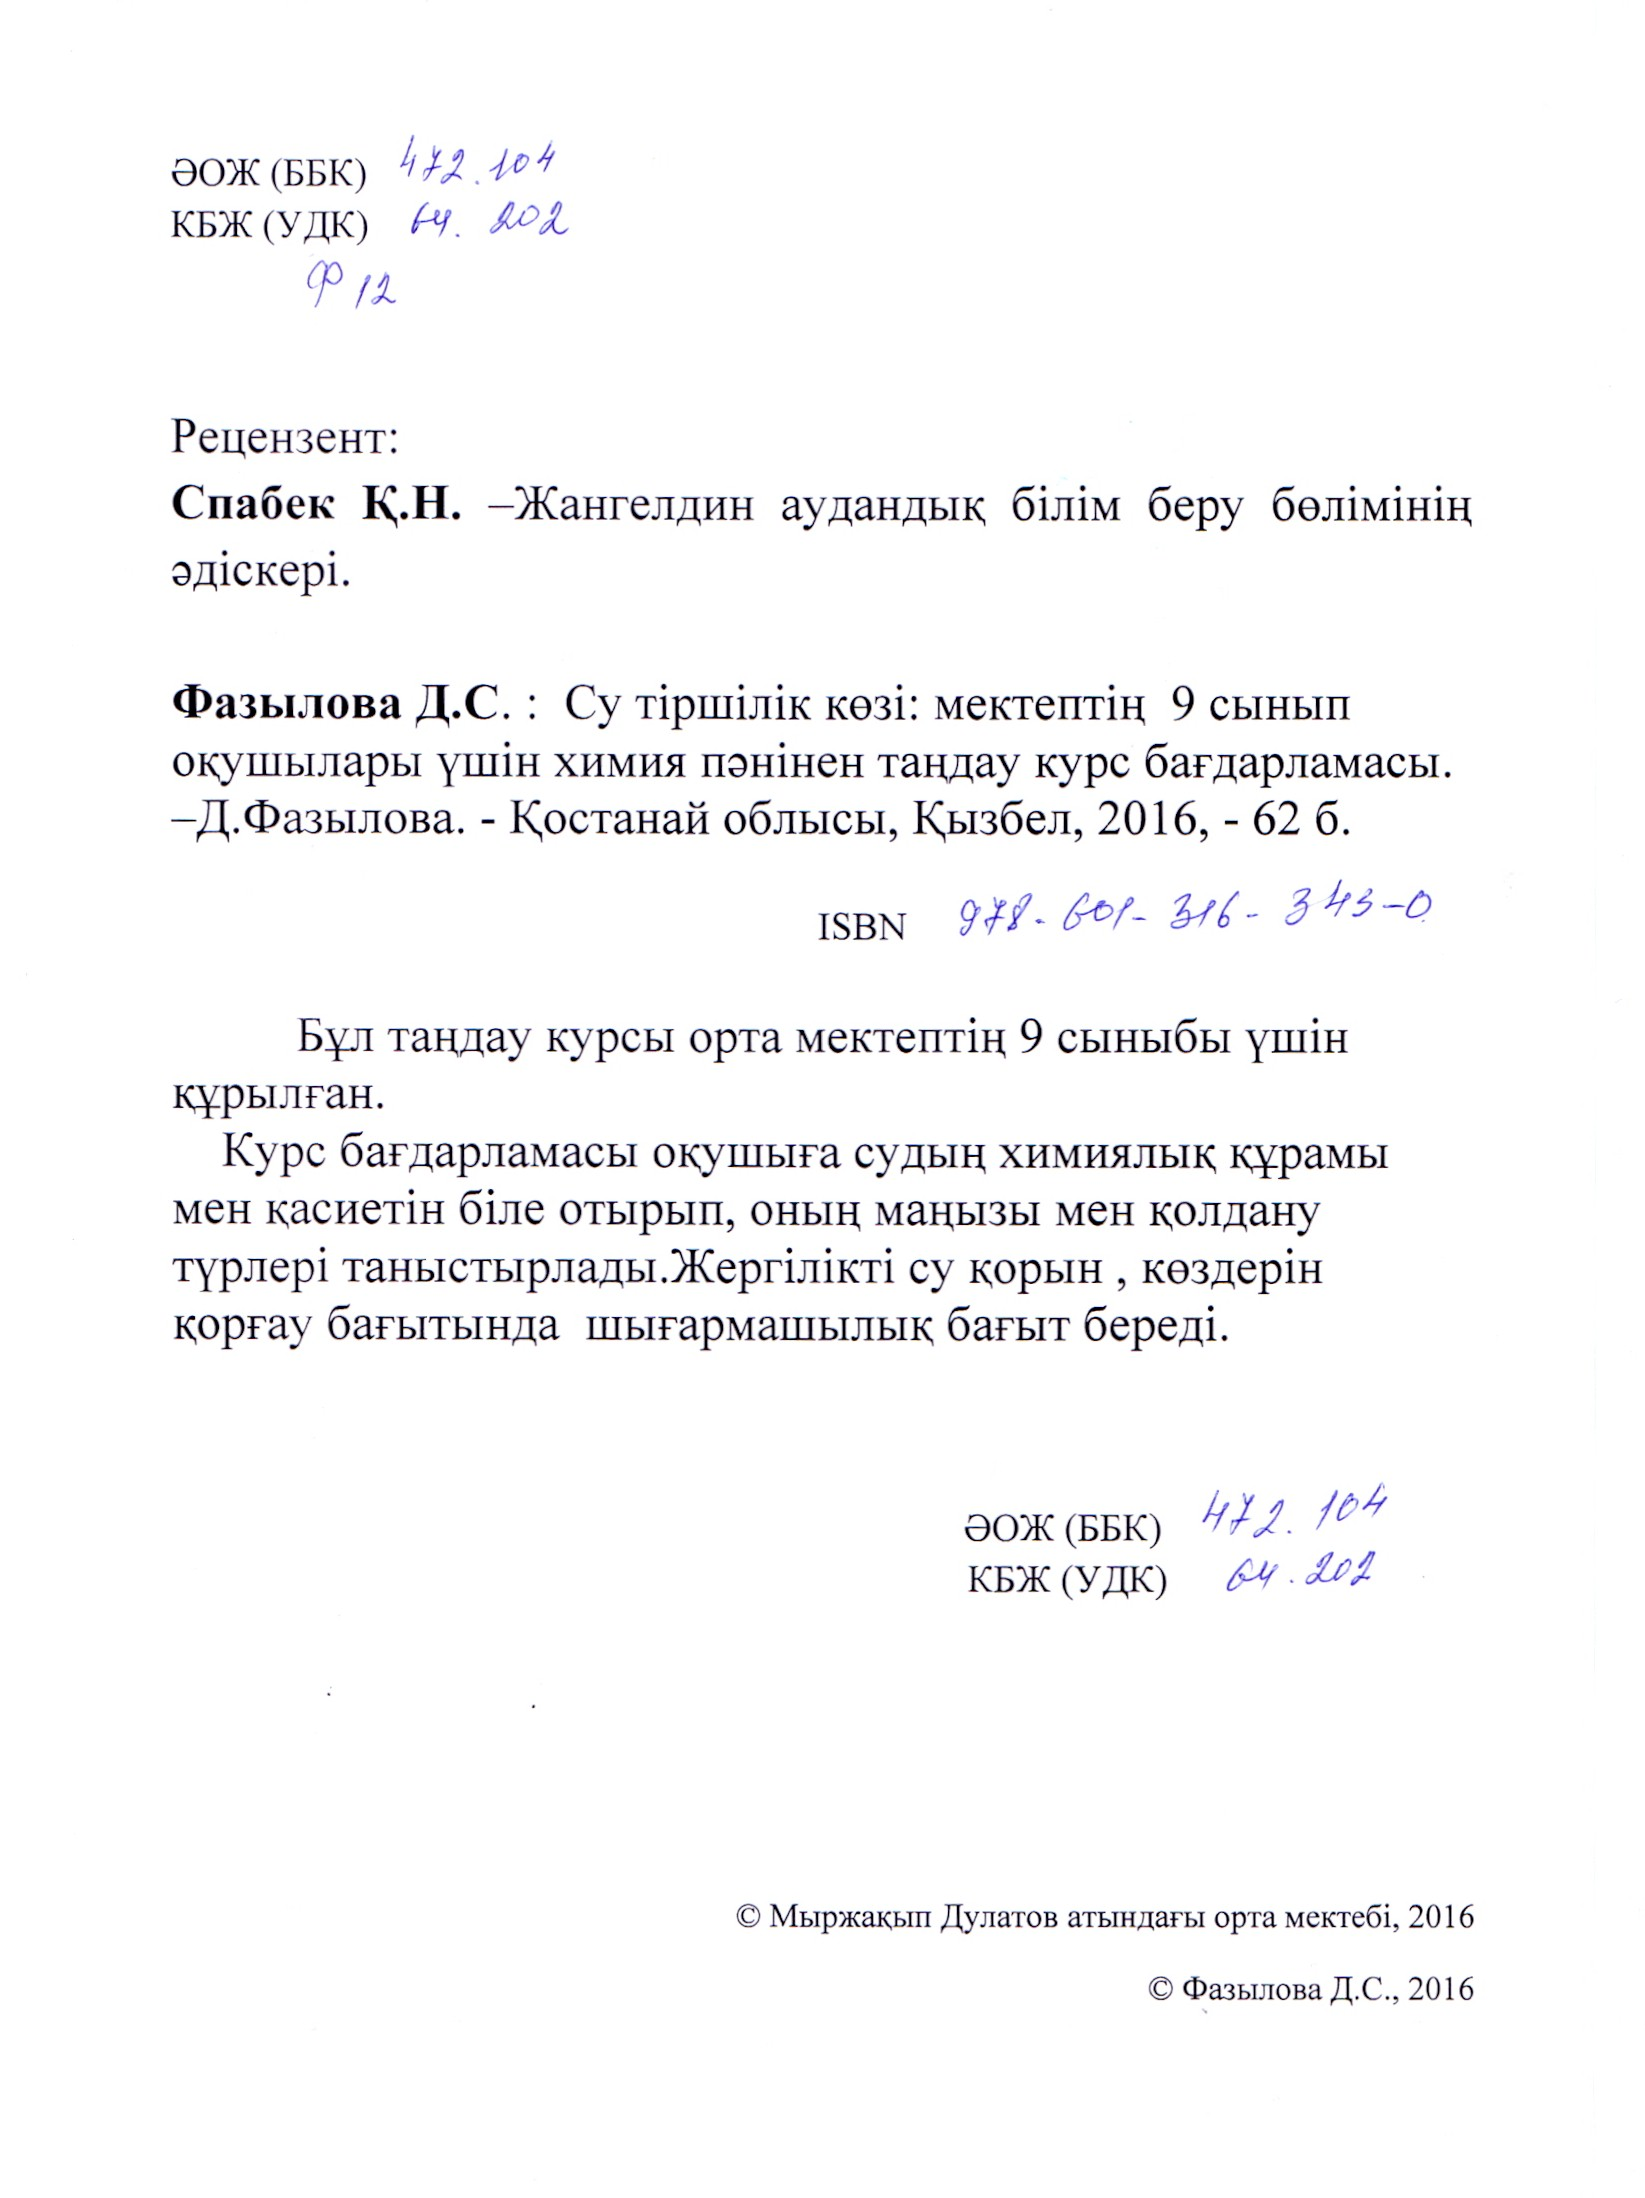 ӘОЖ (ББК) 472.104
КБЖ (УДК) 64. 202
Ф 12
Рецензент:
Спабек Қ.Н. –Жангелдин аудандық білім беру бөлімінің
әдіскері.
Фазылова Д.С. : Су тіршілік көзі: мектептің 9 сынып
оқушылары үшін химия пәнінен таңдау курс бағдарламасы.
–Д.Фазылова. - Қостанай облысы, Қызбел, 2016, - 62 б.
ISBN 978-601-316-343-0
Бұл таңдау курсы орта мектептің 9 сыныбы үшін
құрылған.
Курс бағдарламасы оқушыға судың химиялық құрамы
мен қасиетін біле отырып, оның маңызы мен қолдану
түрлері таныстырлады.Жергілікті су қорын , көздерін
қорғау бағытында шығармашылық бағыт береді.
ӘОЖ (ББК) 472. 104
КБЖ (УДК) 64.202
© Мыржақып Дулатов атындағы орта мектебі, 2016
© Фазылова Д.С., 2016